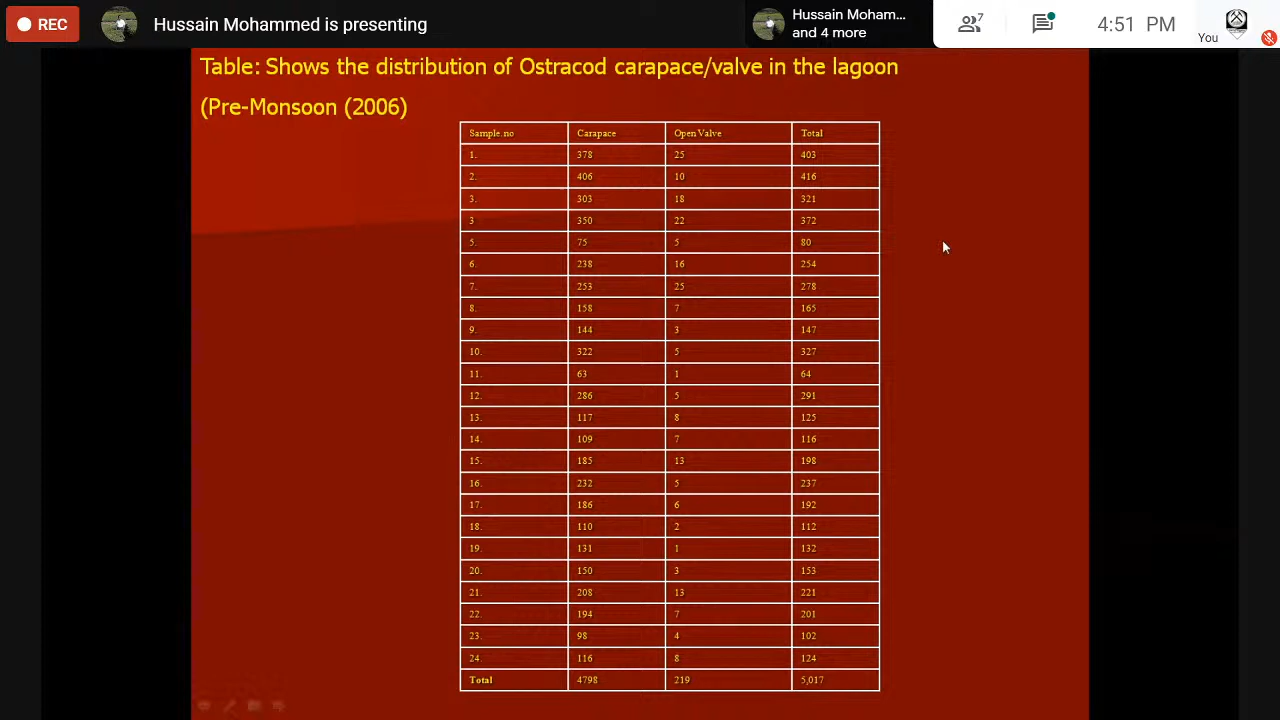 REC
Hussain Mohammed is presenting
Hussain Moham...
and 4 more
7
4:51 PM
You
Table: Shows the distribution of Ostracod carapace/valve in the lagoon
(Pre-Monsoon (2006)
Sample.no Carapace Open Valve Total
1. 378 25 403
2. 406 10 416
3. 303 18 321
3 350 22 372
5. 75 5 80
6. 238 16 254
7. 253 25 278
8. 158 7 165
9. 144 3 147
10. 322 5 327
11. 63 1 64
12. 286 5 291
13. 117 8 125
14. 109 7 116
15. 185 13 198
16. 232 5 237
17. 186 6 192
18. 110 2 112
19. 131 1 132
20. 150 3 153
21. 208 13 221
22. 194 7 201
23. 98 4 102
24. 116 8 124
Total 4798 219 5,017